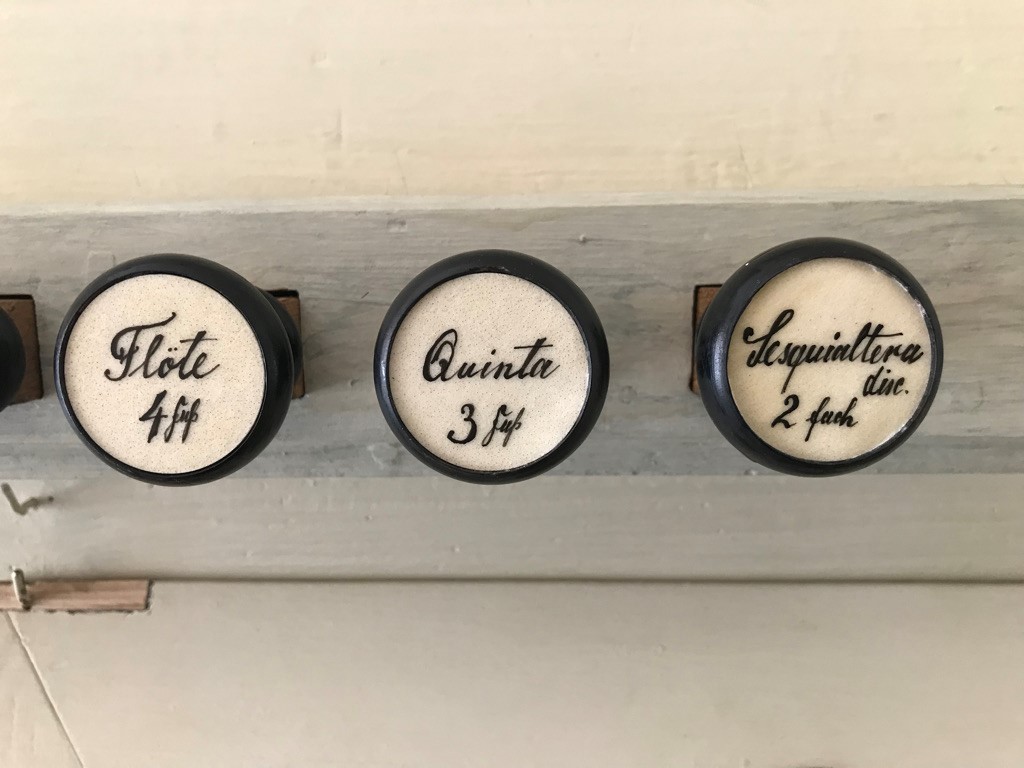 Flöte
4 fuß
Quinta
3 fuß
Sesquialtera
disc.
2 fach